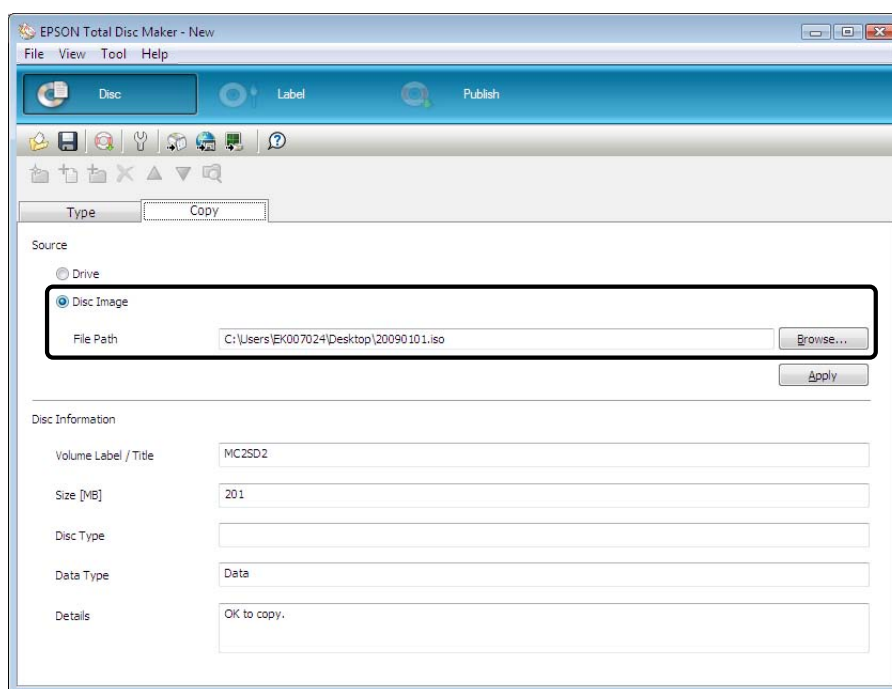 EPSON Total Disc Maker - New
File View Tool Help
Disc Label Publish
Type Copy
Source
Drive
Disc Image
File Path C:\Users\EK007024\Desktop\20090101.iso Browse...
Apply
Disc Information
Volume Label / Title MC2SD2
Size [MB] 201
Disc Type
Data Type Data
Details OK to copy.